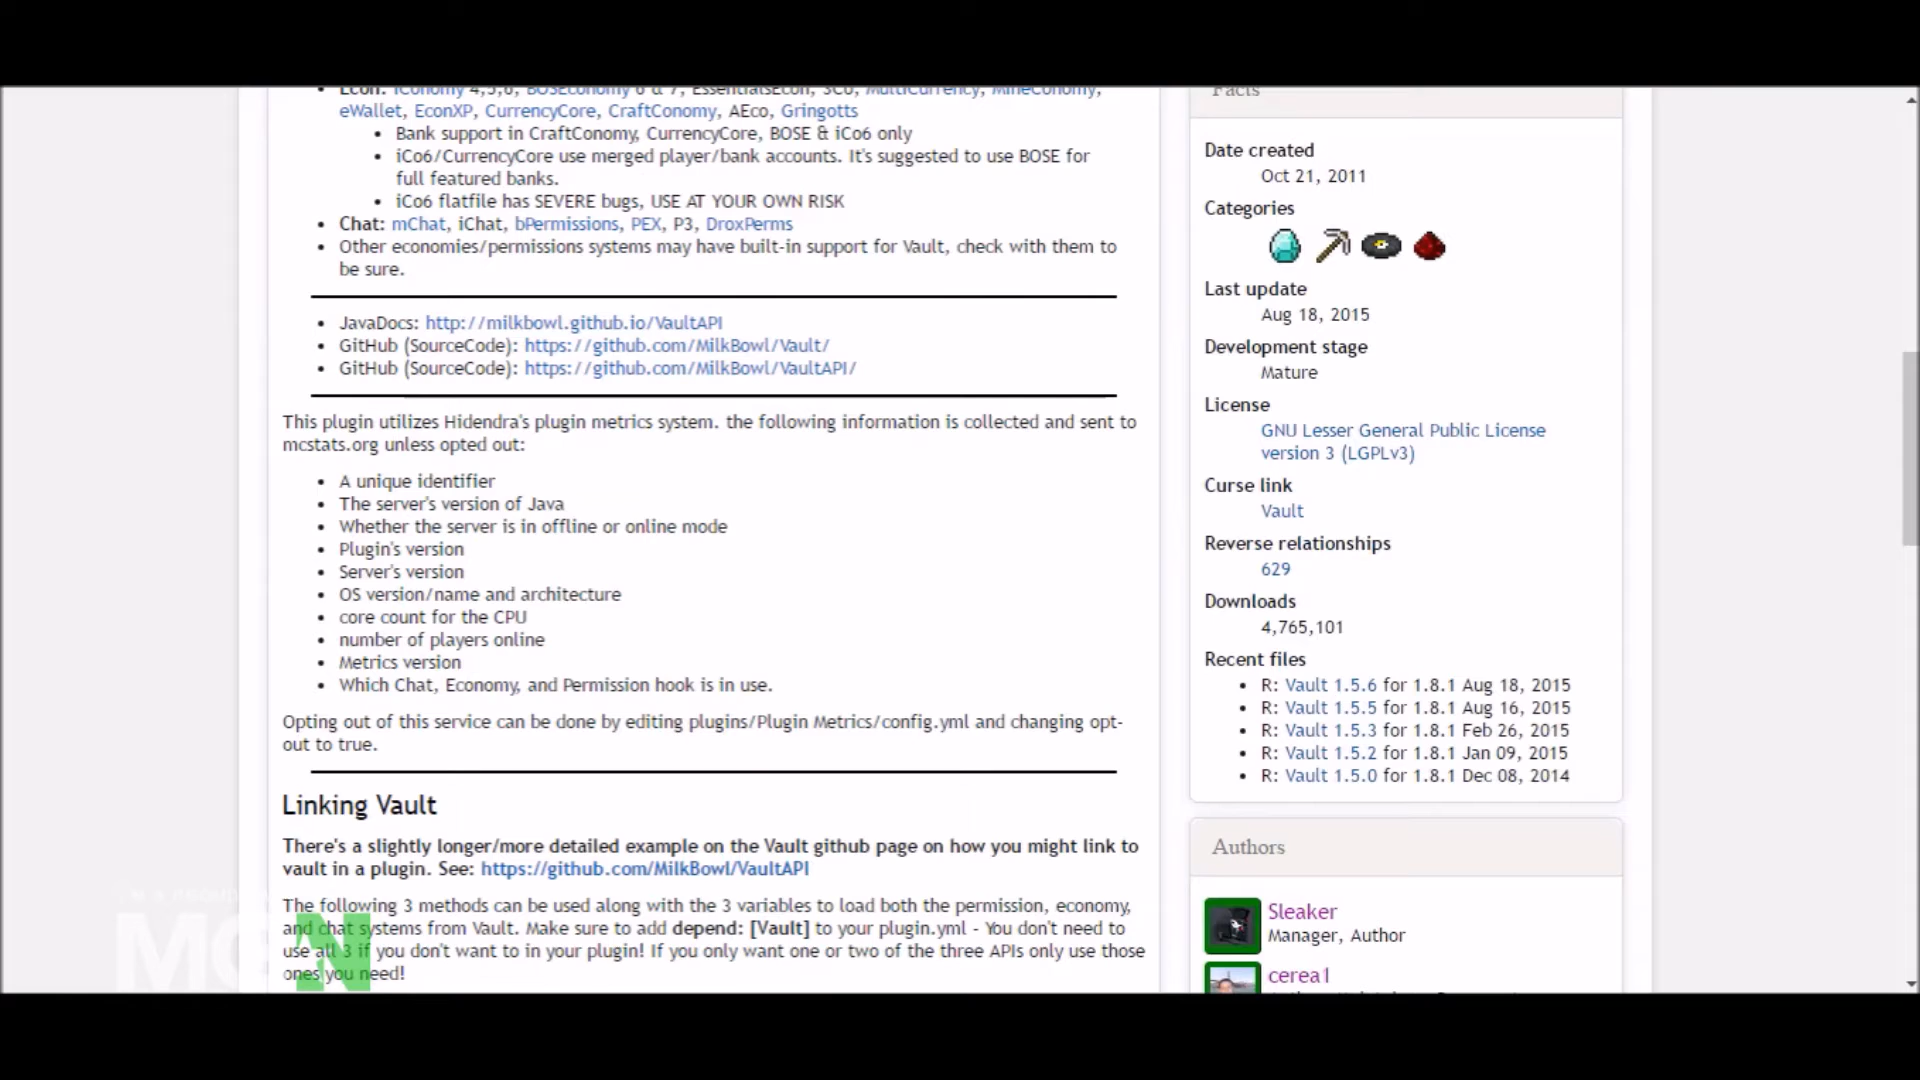 Econ: iConomy 4,5,6, BOSEconomy 6 & 7, EssentialsEcon, 3Co, MultiCurrency, MineConomy,
eWallet, EconXP, CurrencyCore, CraftConomy, AEco, Gringotts
Bank support in CraftConomy, CurrencyCore, BOSE & iCo6 only
iCo6/CurrencyCore use merged player/bank accounts. It's suggested to use BOSE for
full featured banks.
iCo6 flatfile has SEVERE bugs, USE AT YOUR OWN RISK
Chat: mChat, iChat, bPermissions, PEX, P3, DroxPerms
Other economies/permissions systems may have built-in support for Vault, check with them to
be sure.
JavaDocs: http://milkbowl.github.io/VaultAPI
GitHub (SourceCode): https://github.com/MilkBowl/Vault/
GitHub (SourceCode): https://github.com/MilkBowl/VaultAPI/
This plugin utilizes Hidendra's plugin metrics system. the following information is collected and sent to
mcstats.org unless opted out:
A unique identifier
The server's version of Java
Whether the server is in offline or online mode
Plugin's version
Server's version
OS version/name and architecture
core count for the CPU
number of players online
Metrics version
Which Chat, Economy, and Permission hook is in use.
Opting out of this service can be done by editing plugins/Plugin Metrics/config.yml and changing opt-
out to true.
Linking Vault
There's a slightly longer/more detailed example on the Vault github page on how you might link to
vault in a plugin. See: https://github.com/MilkBowl/VaultAPI
The following 3 methods can be used along with the 3 variables to load both the permission, economy,
and chat systems from Vault. Make sure to add depend: [Vault] to your plugin.yml - You don't need to
use all 3 if you don't want to in your plugin! If you only want one or two of the three APIs only use those
ones you need!
MGN
Facts
Date created
Oct 21, 2011
Categories
Last update
Aug 18, 2015
Development stage
Mature
License
GNU Lesser General Public License
version 3 (LGPLv3)
Curse link
Vault
Reverse relationships
629
Downloads
4,765,101
Recent files
R: Vault 1.5.6 for 1.8.1 Aug 18, 2015
R: Vault 1.5.5 for 1.8.1 Aug 16, 2015
R: Vault 1.5.3 for 1.8.1 Feb 26, 2015
R: Vault 1.5.2 for 1.8.1 Jan 09, 2015
R: Vault 1.5.0 for 1.8.1 Dec 08, 2014
Authors
Sleaker
Manager, Author
cerea1